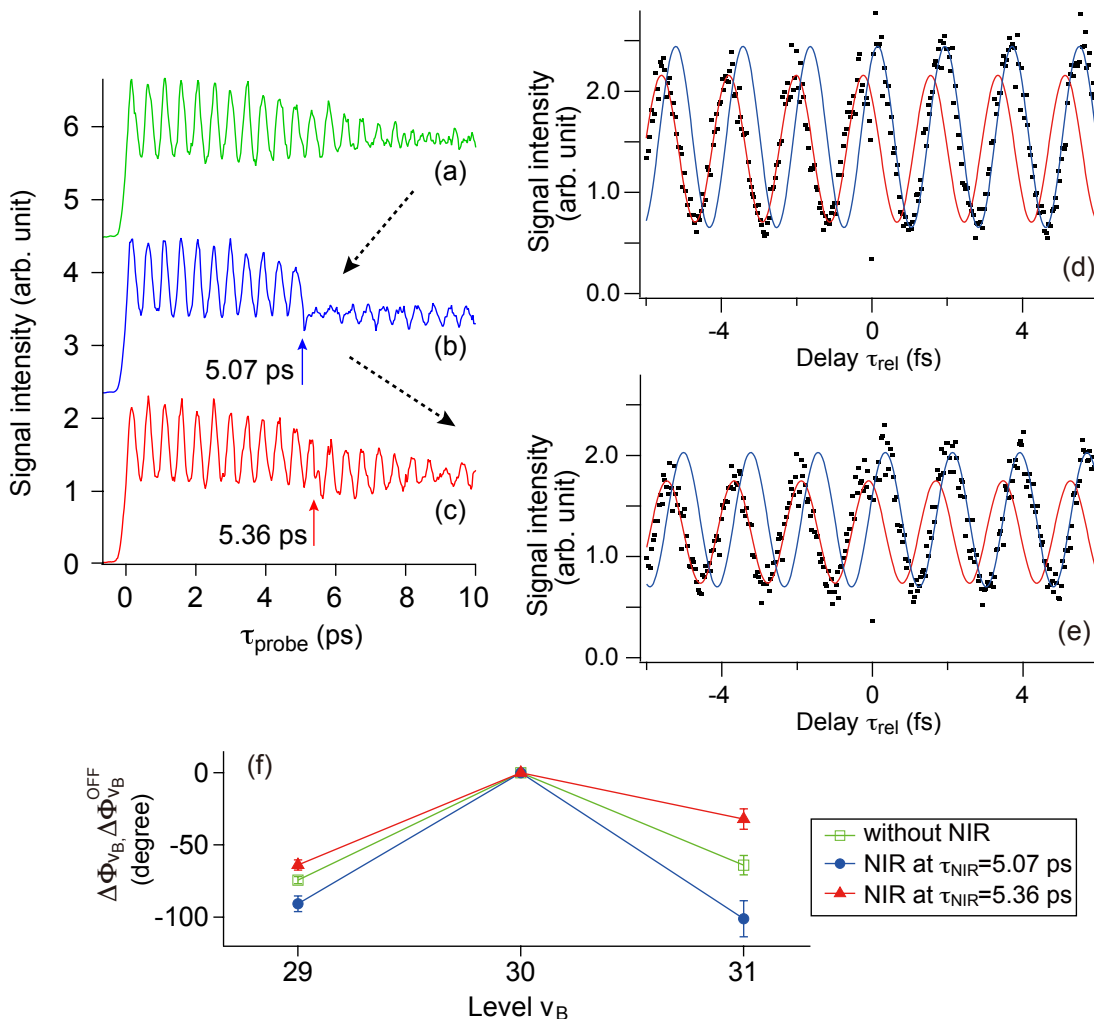 Signal intensity (arb. unit)
6
5
4
3
2
1
0
(a)
(b)
5.07 ps
(c)
5.36 ps
0 2 4 6 8 10
τprobe (ps)
Signal intensity
(arb. unit)
2.0
1.0
0.0
(d)
-4 0 4
Delay τrel (fs)
Signal intensity
(arb. unit)
2.0
1.0
0.0
(e)
-4 0 4
Delay τrel (fs)
ΔΦvB, ΔΦvB OFF
(degree)
0
-50
-100
(f)
29 30 31
Level vB
without NIR
NIR at τNIR=5.07 ps
NIR at τNIR=5.36 ps